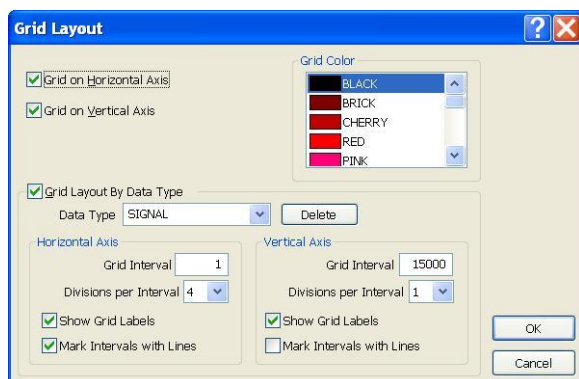 Grid Layout
Grid on Horizontal Axis
Grid on Vertical Axis
Grid Color
BLACK
BRICK
CHERRY
RED
PINK
Grid Layout By Data Type
Data Type SIGNAL Delete
Horizontal Axis
Grid Interval 1
Divisions per Interval 4
Show Grid Labels
Mark Intervals with Lines
Vertical Axis
Grid Interval 15000
Divisions per Interval 1
Show Grid Labels
Mark Intervals with Lines
OK
Cancel